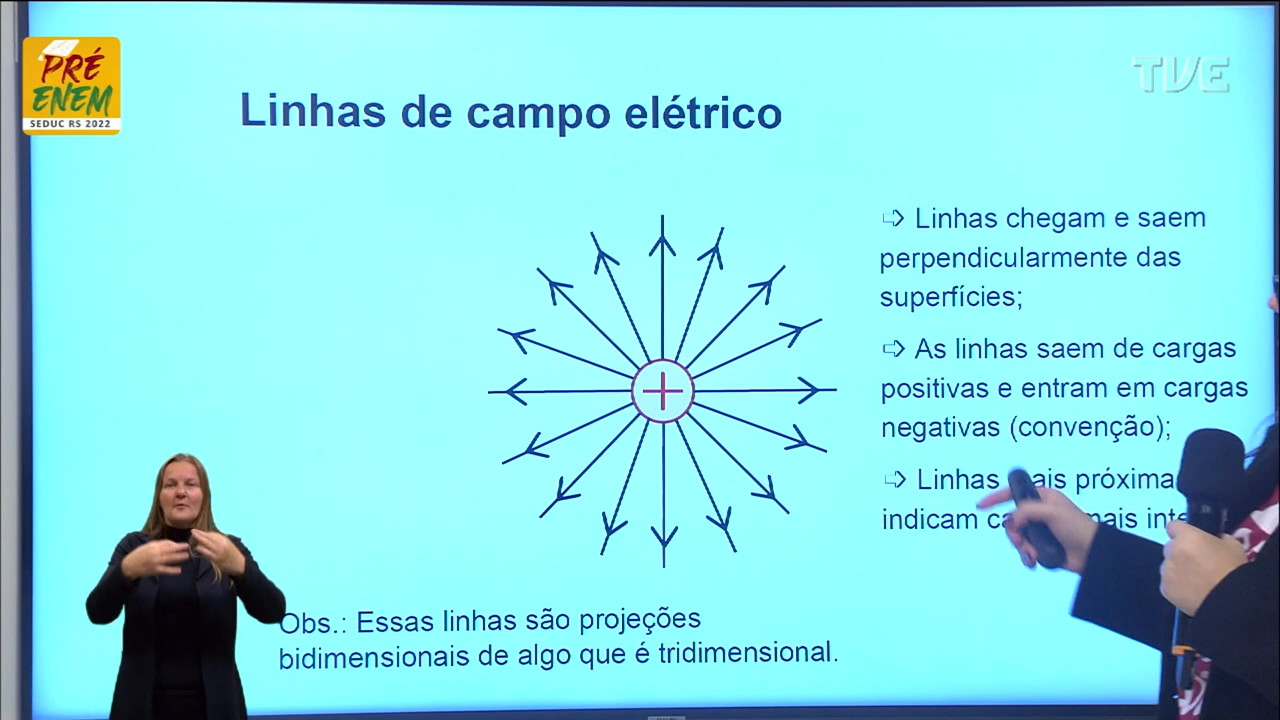 PRÉ
ENEM
SEDUC RS 2022
TVE
Linhas de campo elétrico
➩ Linhas chegam e saem
perpendicularmente das
superfícies;
➩ As linhas saem de cargas
positivas e entram em cargas
negativas (convenção);
➩ Linhas
indicam
+
Obs.: Essas linhas são projeções
bidimensionais de algo que é tridimensional.